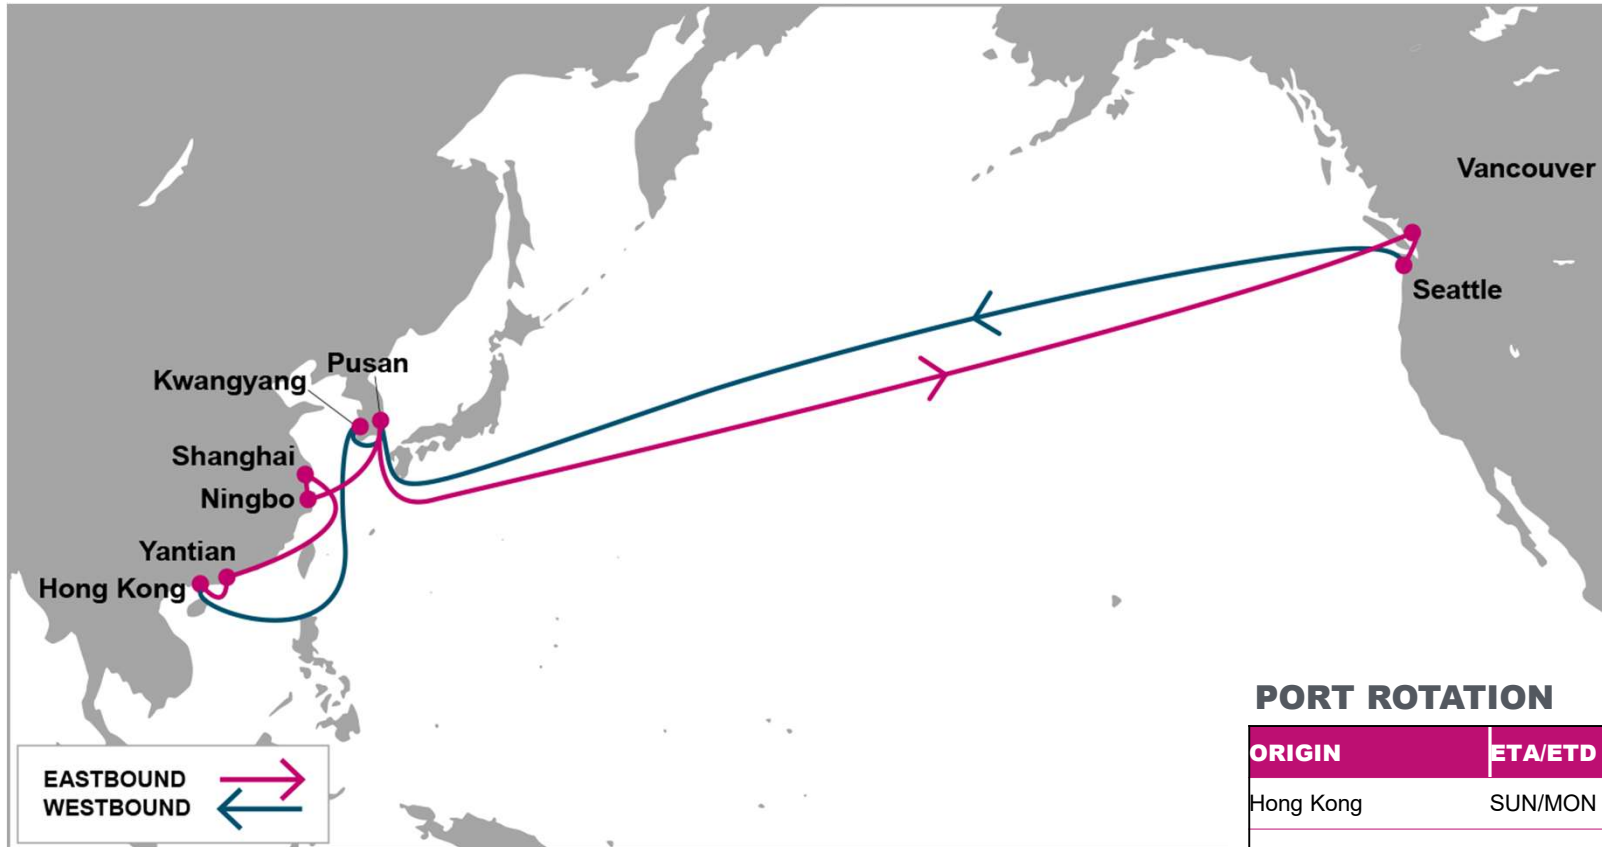 Vancouver
Seattle
Pusan
Kwangyang
Shanghai
Ningbo
Yantian
Hong Kong
EASTBOUND
WESTBOUND
PORT ROTATION
ORIGIN ETA/ETD
Hong Kong SUN/MON